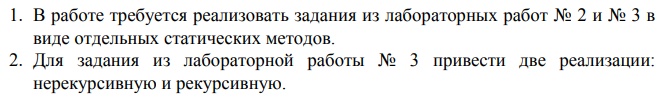 1. В работе требуется реализовать задания из лабораторных работ № 2 и № 3 в
виде отдельных статических методов.
2. Для задания из лабораторной работы № 3 привести две реализации:
нерекурсивную и рекурсивную.